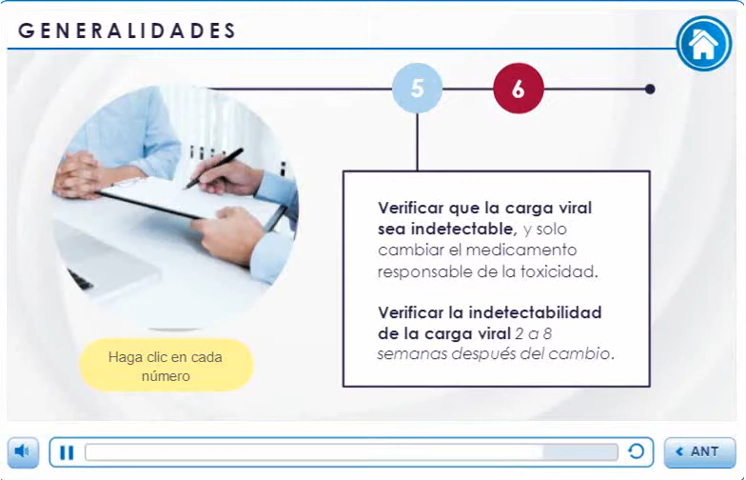 GENERALIDADES
5
6
Verificar que la carga viral
sea indetectable, y solo
cambiar el medicamento
responsable de la toxicidad.
Verificar la indetectabilidad
de la carga viral 2 a 8
semanas después del cambio.
Haga clic en cada
número
ANT